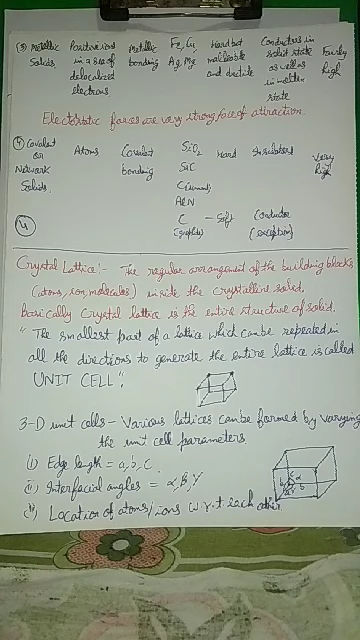 (3) Metallic Positive ions Metallic Fe, Cu, Hard but Conductors in Fairly
Solids in a sea of bonding Ag, Mg malleable solid state high
delocalized and ductile as well as
electrons in molten
state
Electostatic forces are very strong face of attraction.
(4) Covalent Atoms Covalent SiO2 Hard Insulators Very
or bonding SiC high
Network C
Solids. AlN
C - Soft Conductor
(graphite) (exception)
Crystal Lattice:- The regular arrangement of the building blocks
(atoms, ion, molecules) inside the crystalline solid.
Basically Crystal lattice is the entire structure of solid.
"The smallest part of a lattice which can be repeated in
all the directions to generate the entire lattice is called
UNIT CELL".
3-D unit cells - Various lattices can be formed by varying
the unit cell parameters
(i) Edge length = a, b, c.
(ii) Interfacial angles = α, β, γ
Location of atoms/ions w.r.t each other